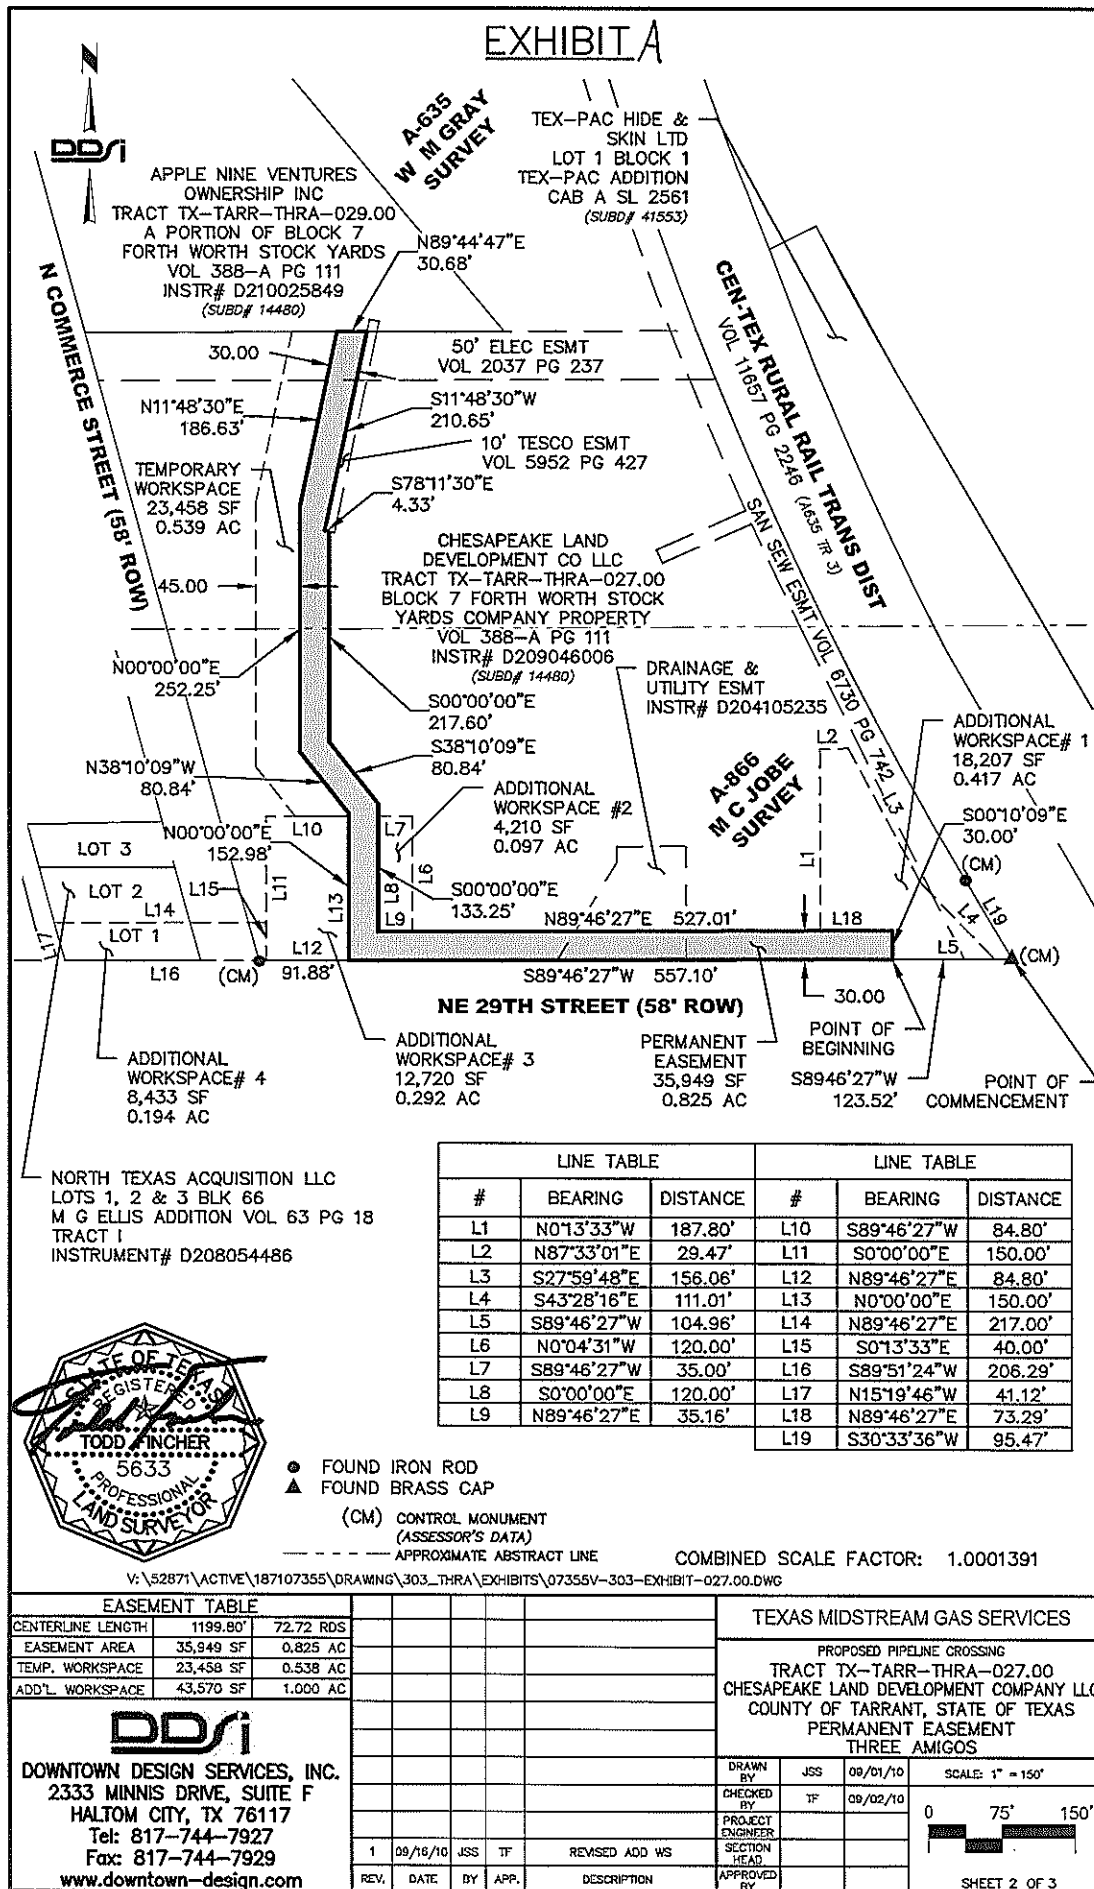 EXHIBIT A
N
DDSi
A-635
W M GRAY
SURVEY
TEX-PAC HIDE &
SKIN LTD
LOT 1 BLOCK 1
TEX-PAC ADDITION
CAB A SL 2561
(SUBD# 41553)
APPLE NINE VENTURES
OWNERSHIP INC
TRACT TX-TARR-THRA-029.00
A PORTION OF BLOCK 7
FORTH WORTH STOCK YARDS
VOL 388-A PG 111
INSTR# D210025849
(SUBD# 14480)
N89°44'47"E
30.68'
N COMMERCE STREET (58' ROW)
CEN-TEX RURAL RAIL TRANS DIST
VOL 11657 PG 2246 (A635 TR 3)
SAN SEW ESMT VOL 6730 PG 742
30.00
50' ELEC ESMT
VOL 2037 PG 237
N11°48'30"E
186.63'
S11°48'30"W
210.65'
10' TESCO ESMT
VOL 5952 PG 427
TEMPORARY
WORKSPACE
23,458 SF
0.539 AC
S78°11'30"E
4.33'
45.00
CHESAPEAKE LAND
DEVELOPMENT CO LLC
TRACT TX-TARR-THRA-027.00
BLOCK 7 FORTH WORTH STOCK
YARDS COMPANY PROPERTY
VOL 388-A PG 111
INSTR# D209046006
(SUBD# 14480)
N00°00'00"E
252.25'
DRAINAGE &
UTILITY ESMT
INSTR# D204105235
S00°00'00"E
217.60'
S38°10'09"E
80.84'
N38°10'09"W
80.84'
A-866
M C JOBE
SURVEY
L2
L3
ADDITIONAL
WORKSPACE# 1
18,207 SF
0.417 AC
ADDITIONAL
WORKSPACE #2
4,210 SF
0.097 AC
S00°10'09"E
30.00'
N00°00'00"E
152.98'
L10
L7
L1
(CM)
LOT 3
LOT 2
LOT 1
L15
L11
L13
L8
L6
L9
S00°00'00"E
133.25'
L14
L17
L16
(CM)
L12
91.88'
N89°46'27"E 527.01'
L18
L4
L19
L5
(CM)
S89°46'27"W 557.10'
NE 29TH STREET (58' ROW)
30.00
POINT OF
BEGINNING
S8946'27"W
123.52'
POINT OF
COMMENCEMENT
ADDITIONAL
WORKSPACE# 4
8,433 SF
0.194 AC
ADDITIONAL
WORKSPACE# 3
12,720 SF
0.292 AC
PERMANENT
EASEMENT
35,949 SF
0.825 AC
NORTH TEXAS ACQUISITION LLC
LOTS 1, 2 & 3 BLK 66
M G ELLIS ADDITION VOL 63 PG 18
TRACT I
INSTRUMENT# D208054486
LINE TABLE LINE TABLE
# BEARING DISTANCE # BEARING DISTANCE
L1 N0°13'33"W 187.80' L10 S89°46'27"W 84.80'
L2 N87°33'01"E 29.47' L11 S0°00'00"E 150.00'
L3 S27°59'48"E 156.06' L12 N89°46'27"E 84.80'
L4 S43°28'16"E 111.01' L13 N0°00'00"E 150.00'
L5 S89°46'27"W 104.96' L14 N89°46'27"E 217.00'
L6 N0°04'31"W 120.00' L15 S0°13'33"E 40.00'
L7 S89°46'27"W 35.00' L16 S89°51'24"W 206.29'
L8 S0°00'00"E 120.00' L17 N15°19'46"W 41.12'
L9 N89°46'27"E 35.16' L18 N89°46'27"E 73.29'
L19 S30°33'36"W 95.47'
STATE OF TEXAS
REGISTERED
TODD FINCHER
5633
PROFESSIONAL
LAND SURVEYOR
FOUND IRON ROD
FOUND BRASS CAP
(CM) CONTROL MONUMENT
(ASSESSOR'S DATA)
APPROXIMATE ABSTRACT LINE
COMBINED SCALE FACTOR: 1.0001391
V:\52871\ACTIVE\187107355\DRAWING\303_THRA\EXHIBITS\07355V-303-EXHIBIT-027.00.DWG
EASEMENT TABLE
CENTERLINE LENGTH 1199.80' 72.72 RDS
EASEMENT AREA 35,949 SF 0.825 AC
TEMP. WORKSPACE 23,458 SF 0.538 AC
ADD'L. WORKSPACE 43,570 SF 1.000 AC
DDSi
DOWNTOWN DESIGN SERVICES, INC.
2333 MINNIS DRIVE, SUITE F
HALTOM CITY, TX 76117
Tel: 817-744-7927
Fax: 817-744-7929
www.downtown-design.com
1 09/16/10 JSS TF REVISED ADD WS
REV. DATE BY APP. DESCRIPTION
TEXAS MIDSTREAM GAS SERVICES
PROPOSED PIPELINE CROSSING
TRACT TX-TARR-THRA-027.00
CHESAPEAKE LAND DEVELOPMENT COMPANY LLC
COUNTY OF TARRANT, STATE OF TEXAS
PERMANENT EASEMENT
THREE AMIGOS
DRAWN BY JSS 09/01/10
CHECKED BY TF 09/02/10
PROJECT ENGINEER
SECTION HEAD
APPROVED BY
SCALE: 1" = 150'
0 75' 150'
SHEET 2 OF 3